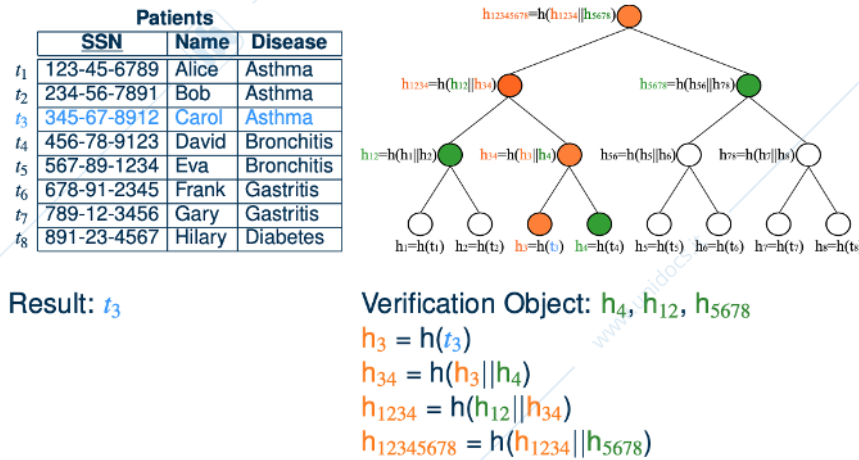 Patients
SSN Name Disease
t₁ 123-45-6789 Alice Asthma
t₂ 234-56-7891 Bob Asthma
t₃ 345-67-8912 Carol Asthma
t₄ 456-78-9123 David Bronchitis
t₅ 567-89-1234 Eva Bronchitis
t₆ 678-91-2345 Frank Gastritis
t₇ 789-12-3456 Gary Gastritis
t₈ 891-23-4567 Hilary Diabetes
h₁₂₃₄₅₆₇₈=h(h₁₂₃₄||h₅₆₇₈)
h₁₂₃₄=h(h₁₂||h₃₄) h₅₆₇₈=h(h₅₆||h₇₈)
h₁₂=h(h₁||h₂) h₃₄=h(h₃||h₄) h₅₆=h(h₅||h₆) h₇₈=h(h₇||h₈)
h₁=h(t₁) h₂=h(t₂) h₃=h(t₃) h₄=h(t₄) h₅=h(t₅) h₆=h(t₆) h₇=h(t₇) h₈=h(t₈
Result: t₃
Verification Object: h₄, h₁₂, h₅₆₇₈
h₃ = h(t₃)
h₃₄ = h(h₃||h₄)
h₁₂₃₄ = h(h₁₂||h₃₄)
h₁₂₃₄₅₆₇₈ = h(h₁₂₃₄||h₅₆₇₈)